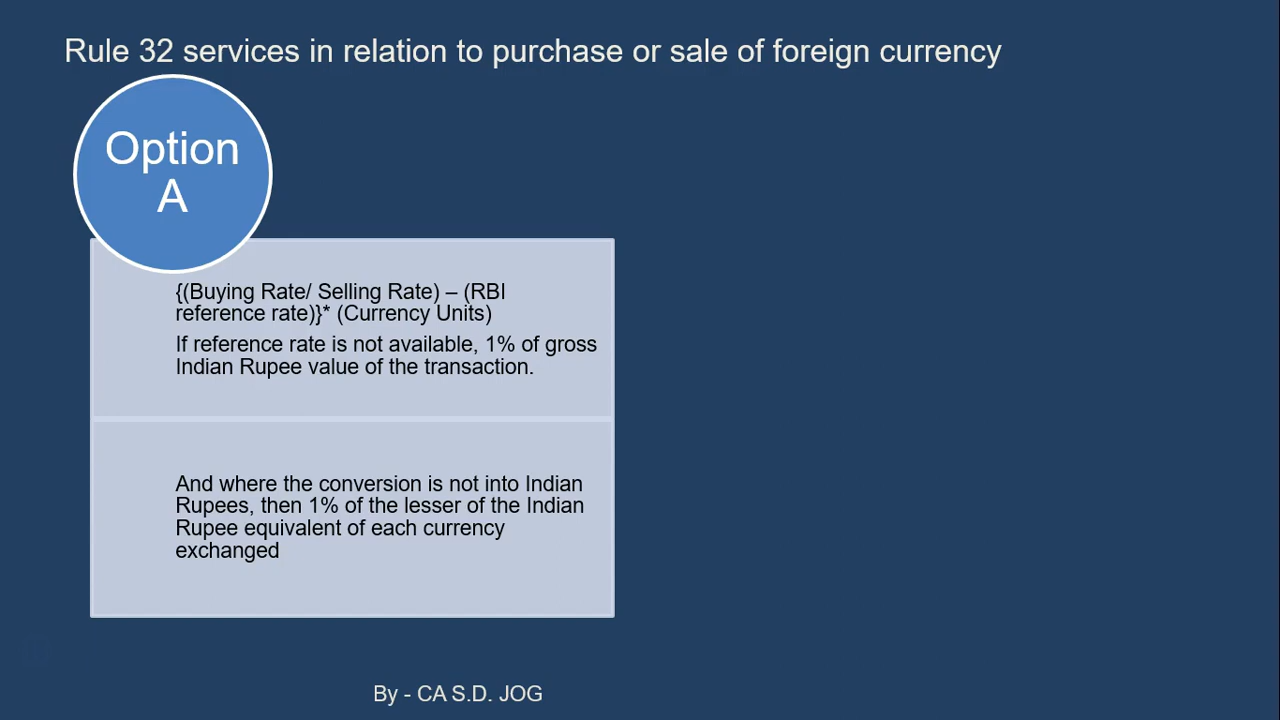 Rule 32 services in relation to purchase or sale of foreign currency
Option
A
{(Buying Rate/ Selling Rate) – (RBI
reference rate)}* (Currency Units)
If reference rate is not available, 1% of gross
Indian Rupee value of the transaction.
And where the conversion is not into Indian
Rupees, then 1% of the lesser of the Indian
Rupee equivalent of each currency
exchanged
By - CA S.D. JOG